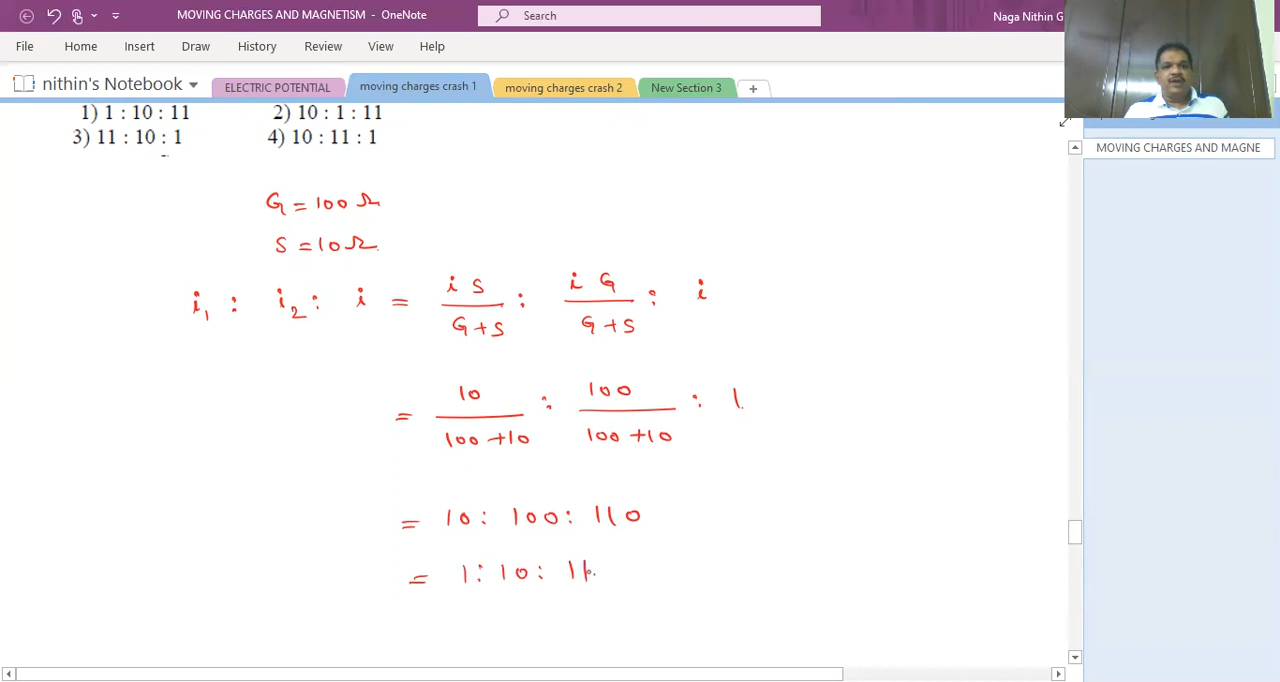 MOVING CHARGES AND MAGNETISM - OneNote
Search
Naga Nithin G
File Home Insert Draw History Review View Help
nithin's Notebook
ELECTRIC POTENTIAL
moving charges crash 1
moving charges crash 2
New Section 3
+
MOVING CHARGES AND MAGNE
1) 1 : 10 : 11 2) 10 : 1 : 11
3) 11 : 10 : 1 4) 10 : 11 : 1
G = 100 Ω
S = 10 Ω
i₁ : i₂ : i = iS/(G+S) : iG/(G+S) : i
= 10/(100+10) : 100/(100+10) : 1
= 10 : 100 : 110
= 1 : 10 : 11